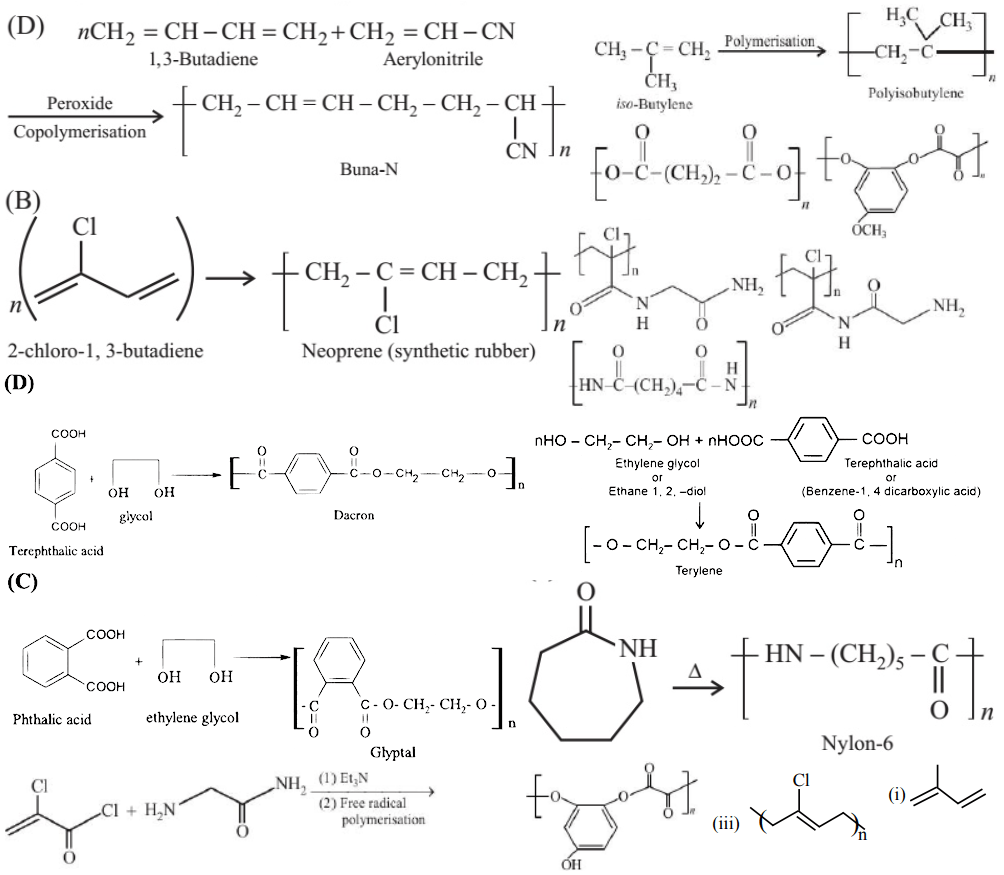 (D) nCH₂ = CH – CH = CH₂ + CH₂ = CH – CN
1,3-Butadiene Aerylonitrile
Peroxide
Copolymerisation
CH₂ – CH = CH – CH₂ – CH₂ – CH
CN n
Buna-N
CH₃ – C = CH₂ Polymerisation
CH₃
iso-Butylene
H₃C CH₃
CH₂ – C
n
Polyisobutylene
O O
O – C – (CH₂)₂ – C – O
n
O
O O
O
n
OCH₃
(B)
Cl
n
2-chloro-1, 3-butadiene
CH₂ – C = CH – CH₂
Cl n
Neoprene (synthetic rubber)
Cl
n
O N NH₂
H O
Cl
n
O
O N NH₂
H
O O H
HN – C – (CH₂)₄ – C – N
n
(D)
COOH
+
OH OH
COOH glycol
Terephthalic acid
O O
C C – O – CH₂ – CH₂ – O
n
Dacron
nHO – CH₂ – CH₂ – OH + nHOOC COOH
Ethylene glycol Terephthalic acid
or or
Ethane 1, 2, –diol (Benzene-1, 4 dicarboxylic acid)
O O
– O – CH₂ – CH₂ – O – C C
n
Terylene
(C)
COOH
COOH
+
OH OH
Phthalic acid ethylene glycol
C C – O – CH₂ – CH₂ – O -
O O n
Glyptal
O
NH
Δ
HN – (CH₂)₅ – C
O n
Nylon-6
Cl
Cl
O
+ H₂N NH₂
O
(1) Et₃N
(2) Free radical
polymerisation
O
O O
O
n
OH
(iii)
Cl
n
(i)